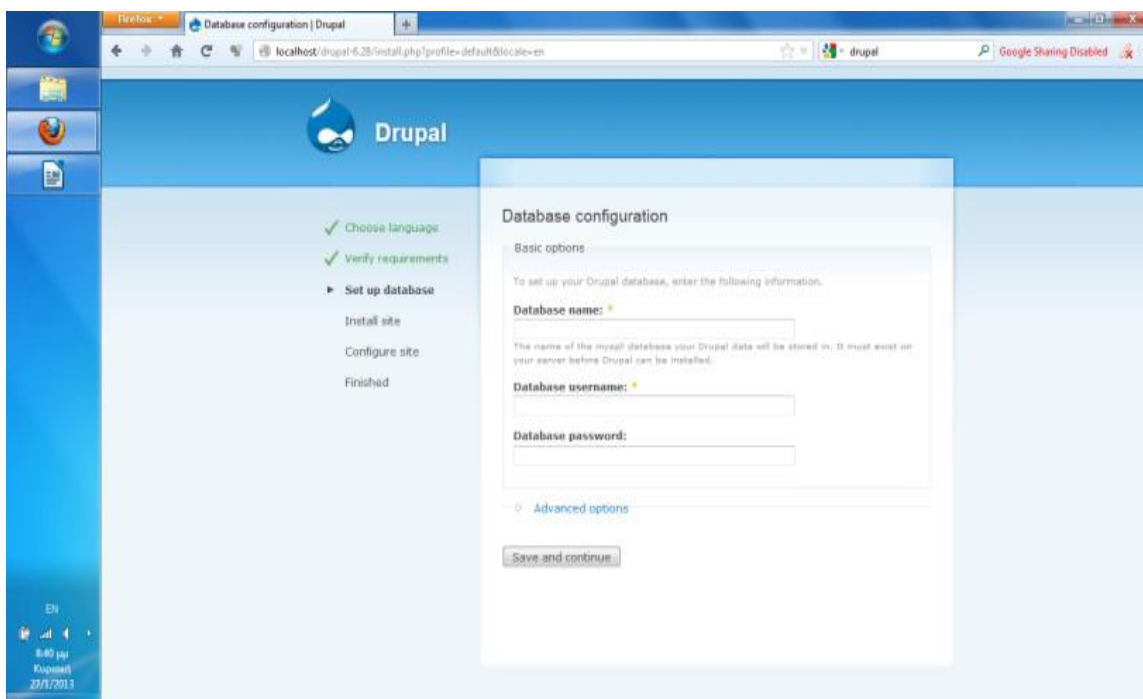 Firefox
Database configuration | Drupal
localhost/drupal-6.28/install.php?profile=default&locale=en
drupal
Google Sharing Disabled
Drupal
Choose language
Verify requirements
Set up database
Install site
Configure site
Finished
Database configuration
Basic options
To set up your Drupal database, enter the following information.
Database name: *
The name of the mysqli database your Drupal data will be stored in. It must exist on
your server before Drupal can be installed.
Database username: *
Database password:
Advanced options
Save and continue
EN
8:40 μμ
Κυριακή
27/1/2013